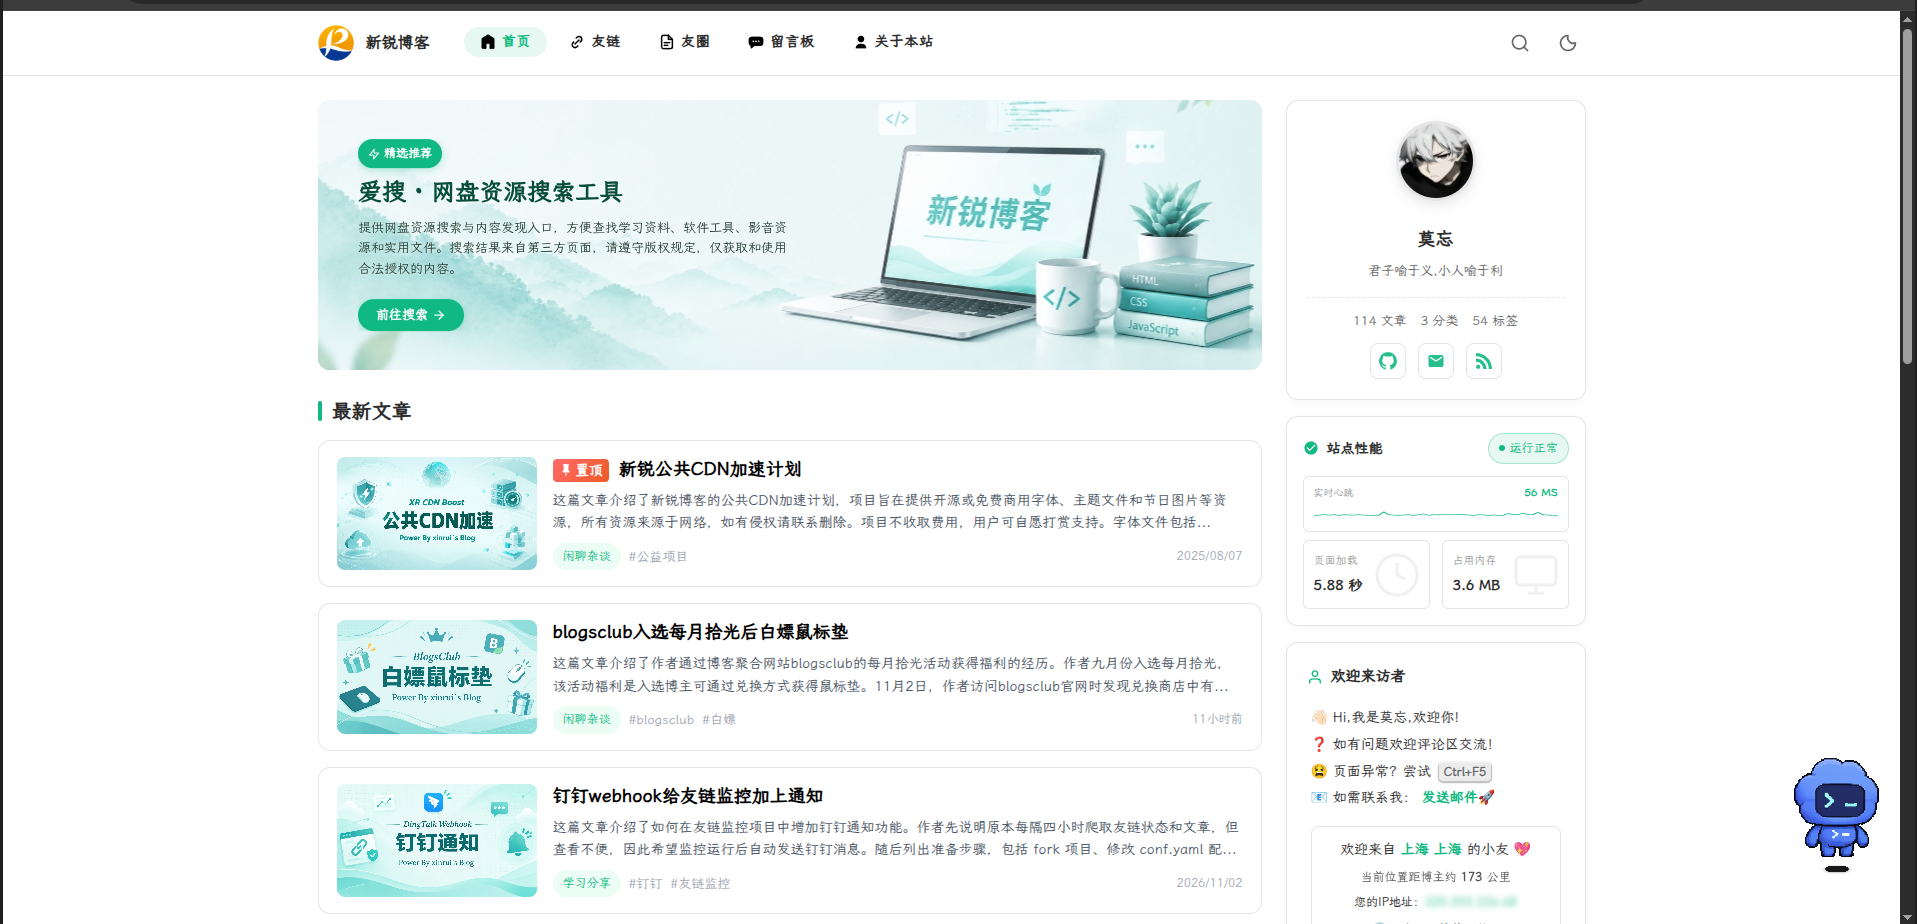 新锐博客
首页
友链
友圈
留言板
关于本站
精选推荐
爱搜·网盘资源搜索工具
提供网盘资源搜索与内容发现入口，方便查找学习资料、软件工具、影音资
源和实用文件。搜索结果来自第三方页面，请遵守版权规定，仅获取和使用
合法授权的内容。
前往搜索 →
</>
新锐博客
</>
HTML
CSS
JavaScript
最新文章
XR CDN Boost
公共CDN加速
Power By xinrui`s Blog
置顶 新锐公共CDN加速计划
这篇文章介绍了新锐博客的公共CDN加速计划，项目旨在提供开源或免费商用字体、主题文件和节日图片等资
源，所有资源来源于网络，如有侵权请联系删除。项目不收取费用，用户可自愿打赏支持。字体文件包括...
闲聊杂谈 #公益项目
2025/08/07
B
BlogsClub
白嫖鼠标垫
Power By xinrui`s Blog
blogsclub入选每月拾光后白嫖鼠标垫
这篇文章介绍了作者通过博客聚合网站blogsclub的每月拾光活动获得福利的经历。作者九月份入选每月拾光，
该活动福利是入选博主可通过兑换方式获得鼠标垫。11月2日，作者访问blogsclub官网时发现兑换商店中有...
闲聊杂谈 #blogsclub #白嫖
11小时前
DingTalk Webhook
钉钉通知
Power By xinrui`s Blog
钉钉webhook给友链监控加上通知
这篇文章介绍了如何在友链监控项目中增加钉钉通知功能。作者先说明原本每隔四小时爬取友链状态和文章，但
查看不便，因此希望监控运行后自动发送钉钉消息。随后列出准备步骤，包括 fork 项目、修改 conf.yaml 配...
学习分享 #钉钉 #友链监控
2026/11/02
莫忘
君子喻于义,小人喻于利
114 文章 3 分类 54 标签
站点性能
运行正常
实时心跳
56 MS
页面加载
5.88 秒
占用内存
3.6 MB
欢迎来访者
👋🏻 Hi,我是莫忘,欢迎你!
❓ 如有问题欢迎评论区交流!
😫 页面异常？尝试 Ctrl+F5
📧 如需联系我： 发送邮件🚀
欢迎来自 上海 上海 的小友 💖
当前位置距博主约 173 公里
您的IP地址：